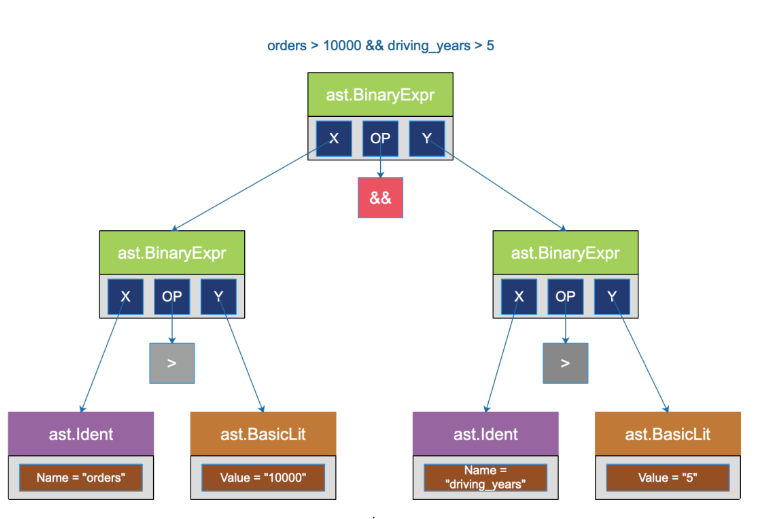 orders > 10000 && driving_years > 5
ast.BinaryExpr
X OP Y
&&
ast.BinaryExpr ast.BinaryExpr
X OP Y X OP Y
> >
ast.Ident ast.BasicLit ast.Ident ast.BasicLit
Name = "orders" Value = "10000" Name =
"driving_years" Value = "5"